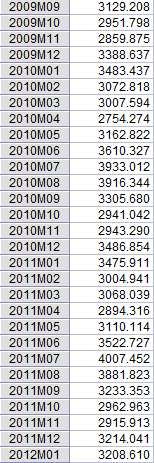 2009M09 3129.208
2009M10 2951.798
2009M11 2859.875
2009M12 3388.637
2010M01 3483.437
2010M02 3072.818
2010M03 3007.594
2010M04 2754.274
2010M05 3162.822
2010M06 3610.327
2010M07 3933.012
2010M08 3916.344
2010M09 3305.680
2010M10 2941.042
2010M11 2943.290
2010M12 3486.854
2011M01 3475.911
2011M02 3004.941
2011M03 3068.039
2011M04 2894.316
2011M05 3110.114
2011M06 3522.727
2011M07 4007.452
2011M08 3881.823
2011M09 3233.353
2011M10 2962.963
2011M11 2915.913
2011M12 3214.041
2012M01 3208.610